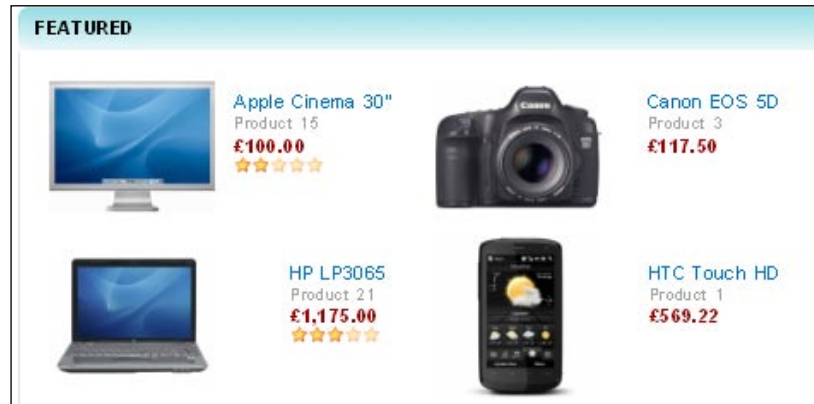 FEATURED
Apple Cinema 30"
Product 15
£100.00
Canon EOS 5D
Product 3
£117.50
Canon
HP LP3065
Product 21
£1,175.00
HTC Touch HD
Product 1
£569.22